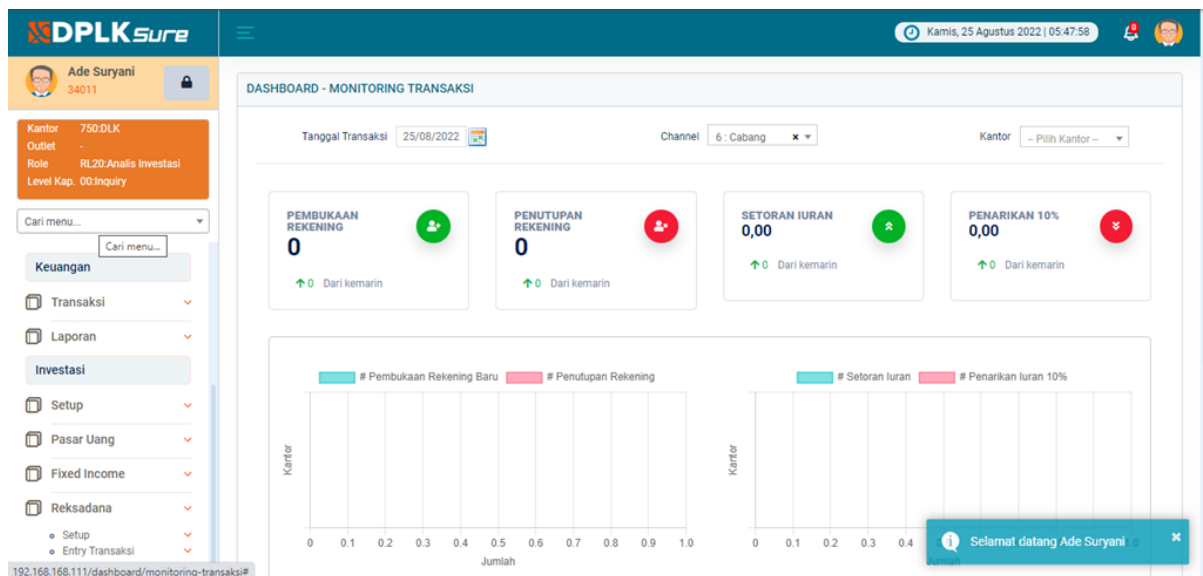 DPLKSure
Kamis, 25 Agustus 2022 | 05:47:58
0
Ade Suryani
34011
Kantor 750:DLK
Outlet -
Role RL20:Analis Investasi
Level Kap. 00:Inquiry
Cari menu...
Cari menu...
Keuangan
Transaksi
Laporan
Investasi
Setup
Pasar Uang
Fixed Income
Reksadana
Setup
Entry Transaksi
192.168.168.111/dashboard/monitoring-transaksi#
DASHBOARD - MONITORING TRANSAKSI
Tanggal Transaksi 25/08/2022
Channel 6 : Cabang × 
Kantor -- Pilih Kantor --
PEMBUKAAN
REKENING
0
0 Dari kemarin
PENUTUPAN
REKENING
0
0 Dari kemarin
SETORAN IURAN
0,00
0 Dari kemarin
PENARIKAN 10%
0,00
0 Dari kemarin
# Pembukaan Rekening Baru # Penutupan Rekening
Kantor
0 0.1 0.2 0.3 0.4 0.5 0.6 0.7 0.8 0.9 1.0
Jumlah
# Setoran Iuran # Penarikan Iuran 10%
Kantor
0 0.1 0.2 0.3 0.4
Jumlah
Selamat datang Ade Suryani ×